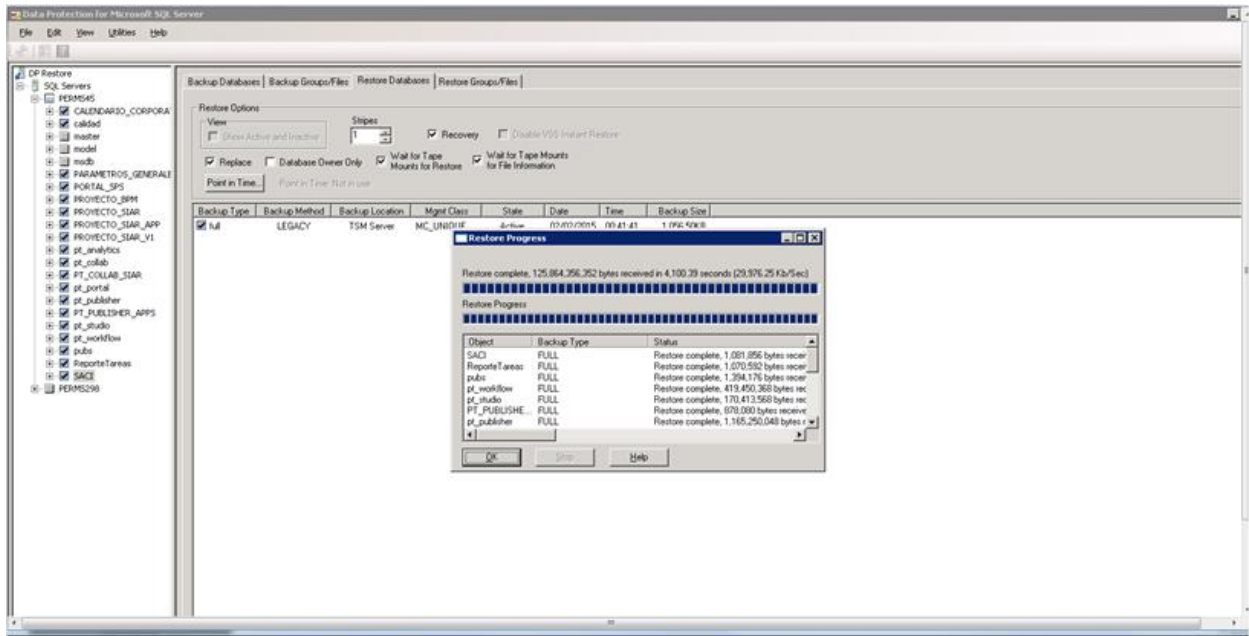 Data Protection for Microsoft SQL Server
File Edit View Utilities Help
DP Restore
SQL Servers
PERMS45
CALENDARIO_CORPORA
calidad
master
model
msdb
PARAMETROS_GENERALE
PORTAL_SPS
PROYECTO_BPM
PROYECTO_SIAR
PROYECTO_SIAR_APP
PROYECTO_SIAR_V1
pt_analytics
pt_collab
PT_COLLAB_SIAR
pt_portal
pt_publisher
PT_PUBLISHER_APPS
pt_studio
pt_workflow
pubs
ReporteTareas
SACI
PERMS298
Backup Databases Backup Groups/Files Restore Databases Restore Groups/Files
Restore Options
View
Show Active and Inactive
Stripes
1
Recovery
Disable VSS Instant Restore
Replace
Database Owner Only
Wait for Tape
Mounts for Restore
Wait for Tape Mounts
for File Information
Point in Time...
Point in Time: Not in use
Backup Type Backup Method Backup Location Mgmt Class State Date Time Backup Size
full LEGACY TSM Server MC_UNIQUE Active 02/02/2015 00:41:41 1,056.50KB
Restore Progress
Restore complete, 125,864,356,352 bytes received in 4,100.39 seconds (29,976.25 Kb/Sec)
Restore Progress
Object Backup Type Status
SACI FULL Restore complete, 1,081,856 bytes recei
ReporteTareas FULL Restore complete, 1,070,592 bytes recei
pubs FULL Restore complete, 1,394,176 bytes recei
pt_workflow FULL Restore complete, 419,450,368 bytes rec
pt_studio FULL Restore complete, 170,413,568 bytes rec
PT_PUBLISHE... FULL Restore complete, 878,080 bytes receive
pt_publisher FULL Restore complete, 1,165,250,048 bytes r
OK Stop Help